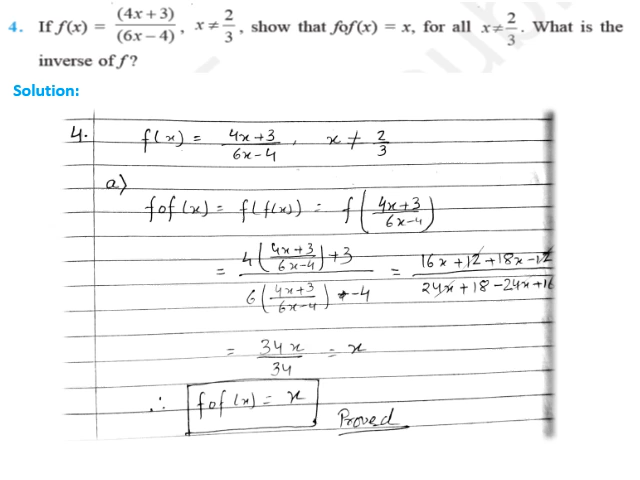 4. If f(x) = (4x+3)/(6x−4), x≠2/3, show that fof(x) = x, for all x≠2/3. What is the
inverse of f?
Solution:
4. f(x) = (4x+3)/(6x-4), x ≠ 2/3
a)
fof(x) = f(f(x)) = f((4x+3)/(6x-4))
= (4((4x+3)/(6x-4))+3)/(6((4x+3)/(6x-4))-4) = (16x+12+18x-12)/(24x+18-24x+16)
= 34x/34 = x
∴ fof(x) = x
Proved